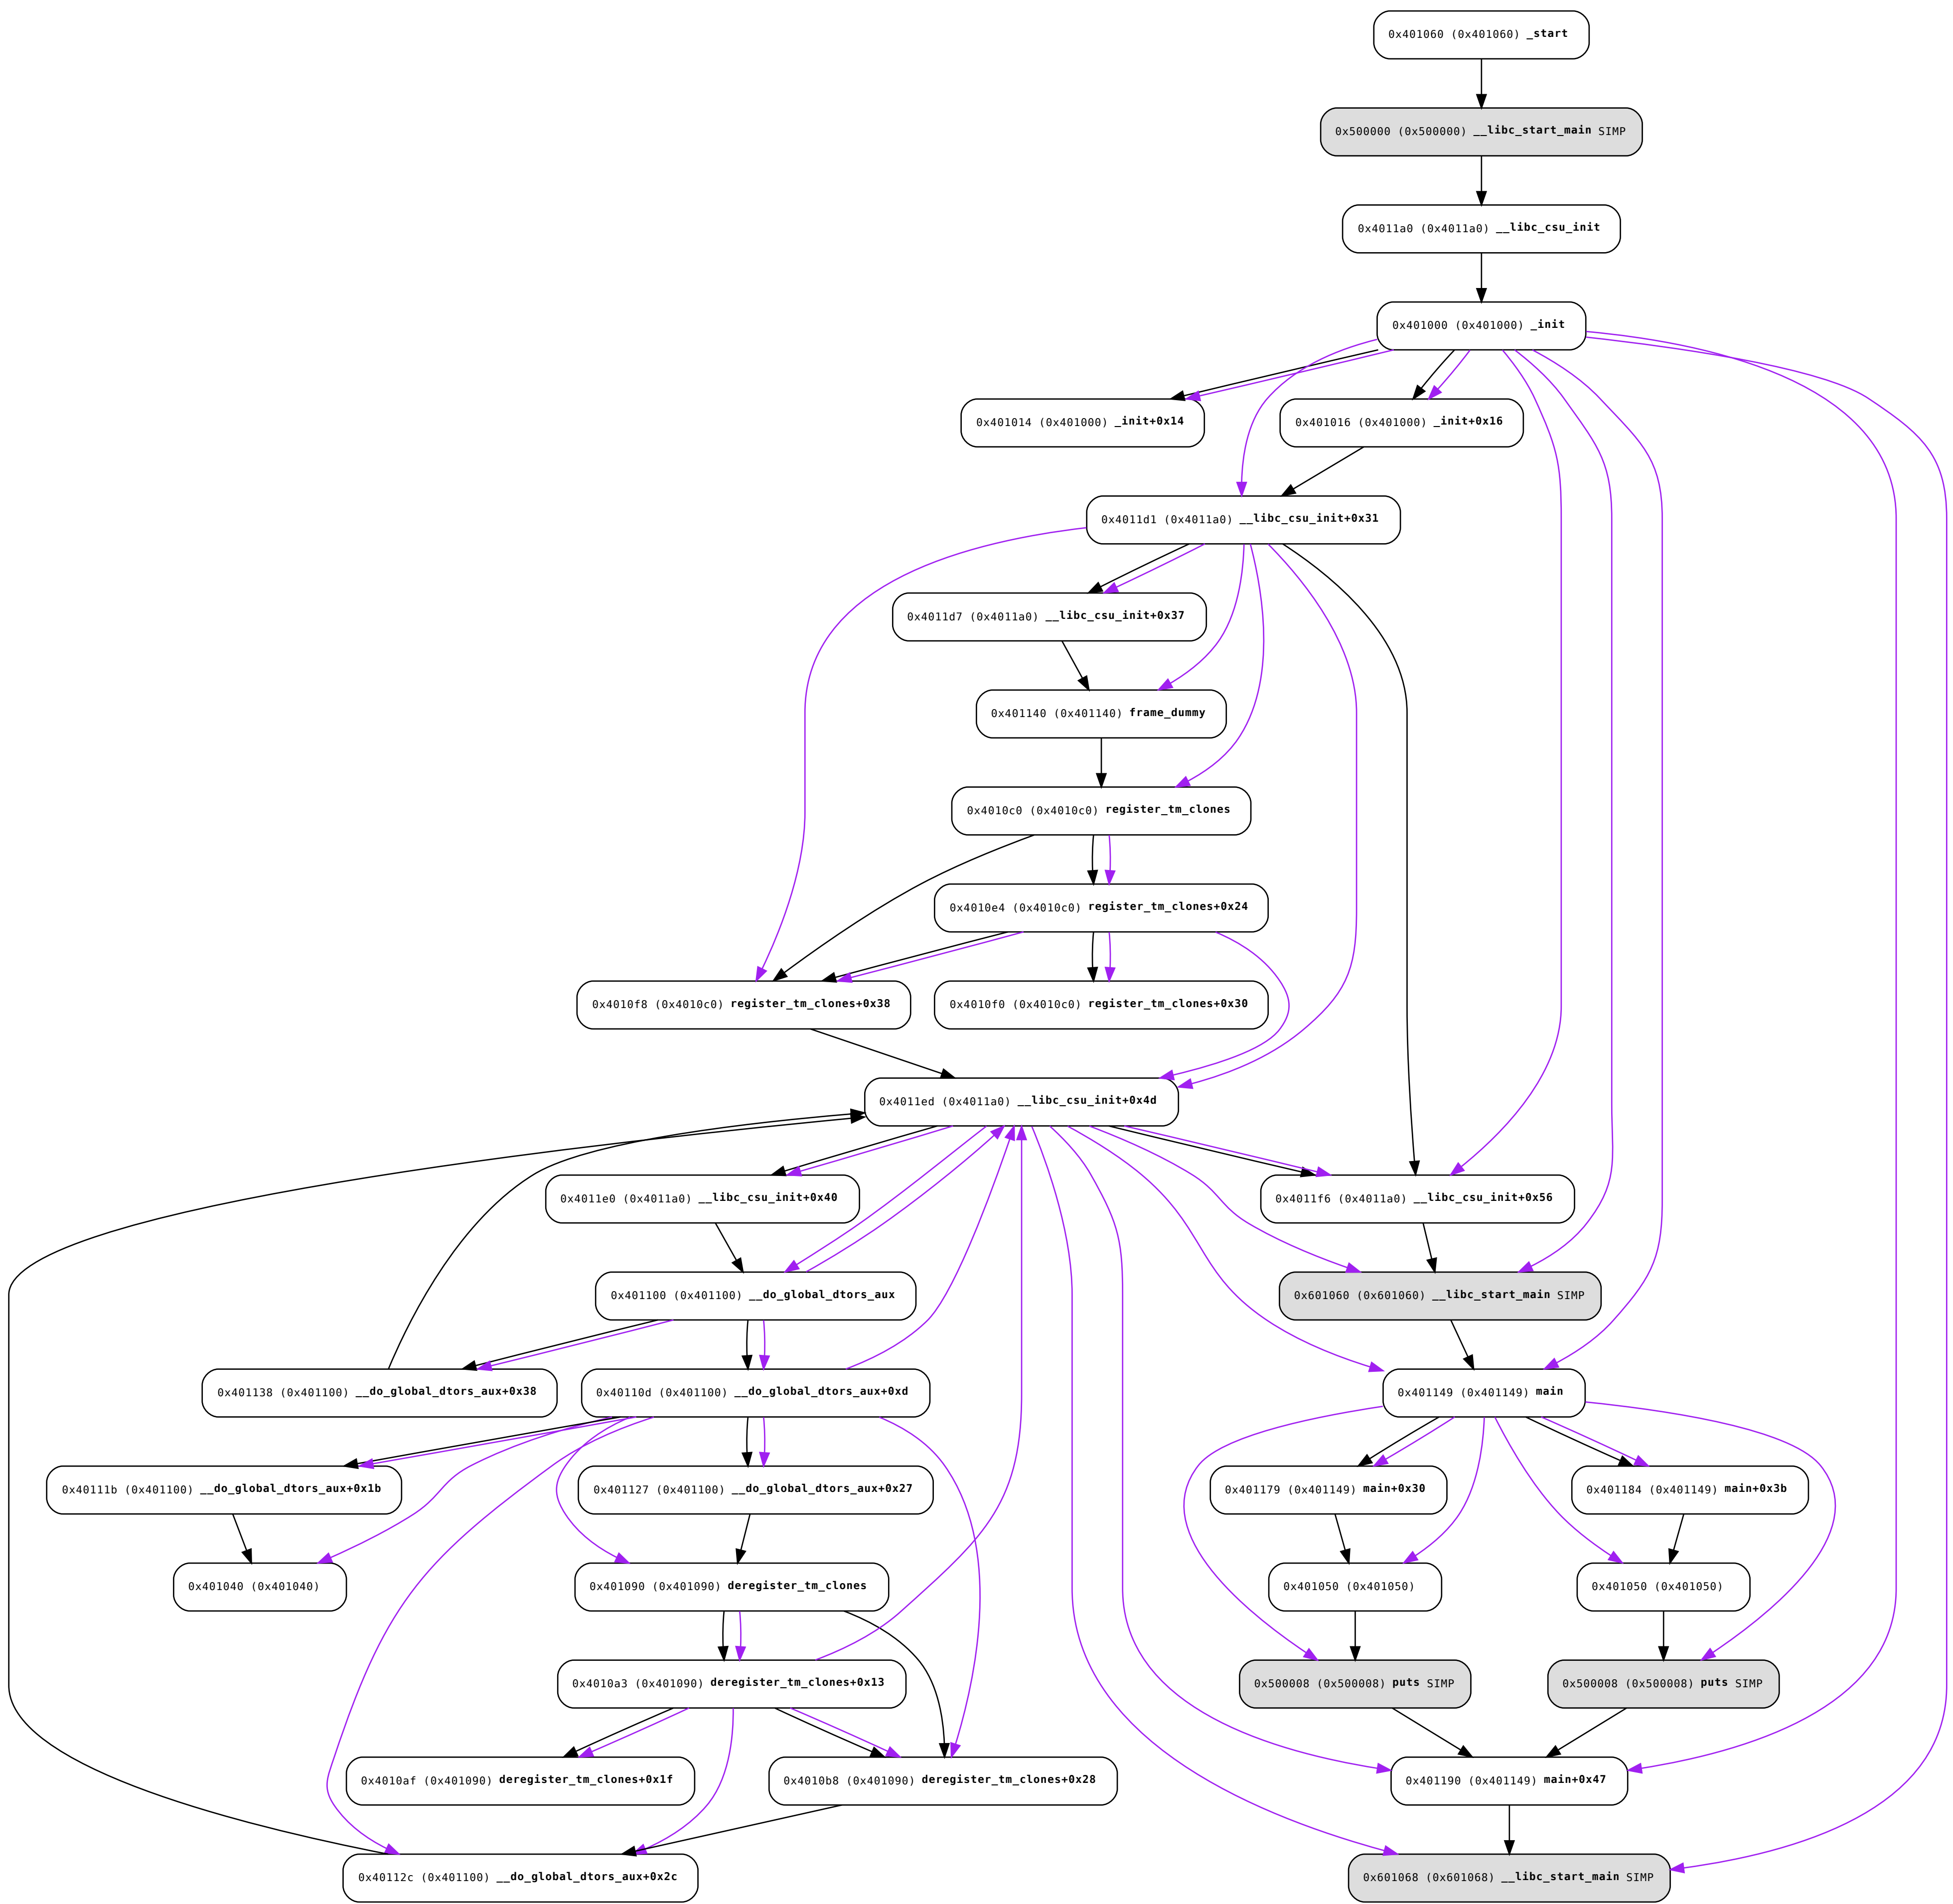 0x401060 (0x401060) _start
0x500000 (0x500000) __libc_start_main SIMP
0x4011a0 (0x4011a0) __libc_csu_init
0x401000 (0x401000) _init
0x401014 (0x401000) _init+0x14
0x401016 (0x401000) _init+0x16
0x4011d1 (0x4011a0) __libc_csu_init+0x31
0x4011d7 (0x4011a0) __libc_csu_init+0x37
0x401140 (0x401140) frame_dummy
0x4010c0 (0x4010c0) register_tm_clones
0x4010e4 (0x4010c0) register_tm_clones+0x24
0x4010f8 (0x4010c0) register_tm_clones+0x38
0x4010f0 (0x4010c0) register_tm_clones+0x30
0x4011ed (0x4011a0) __libc_csu_init+0x4d
0x4011e0 (0x4011a0) __libc_csu_init+0x40
0x4011f6 (0x4011a0) __libc_csu_init+0x56
0x401100 (0x401100) __do_global_dtors_aux
0x601060 (0x601060) __libc_start_main SIMP
0x401138 (0x401100) __do_global_dtors_aux+0x38
0x40110d (0x401100) __do_global_dtors_aux+0xd
0x401149 (0x401149) main
0x40111b (0x401100) __do_global_dtors_aux+0x1b
0x401127 (0x401100) __do_global_dtors_aux+0x27
0x401179 (0x401149) main+0x30
0x401184 (0x401149) main+0x3b
0x401040 (0x401040)
0x401090 (0x401090) deregister_tm_clones
0x401050 (0x401050)
0x401050 (0x401050)
0x4010a3 (0x401090) deregister_tm_clones+0x13
0x500008 (0x500008) puts SIMP
0x500008 (0x500008) puts SIMP
0x4010af (0x401090) deregister_tm_clones+0x1f
0x4010b8 (0x401090) deregister_tm_clones+0x28
0x401190 (0x401149) main+0x47
0x40112c (0x401100) __do_global_dtors_aux+0x2c
0x601068 (0x601068) __libc_start_main SIMP